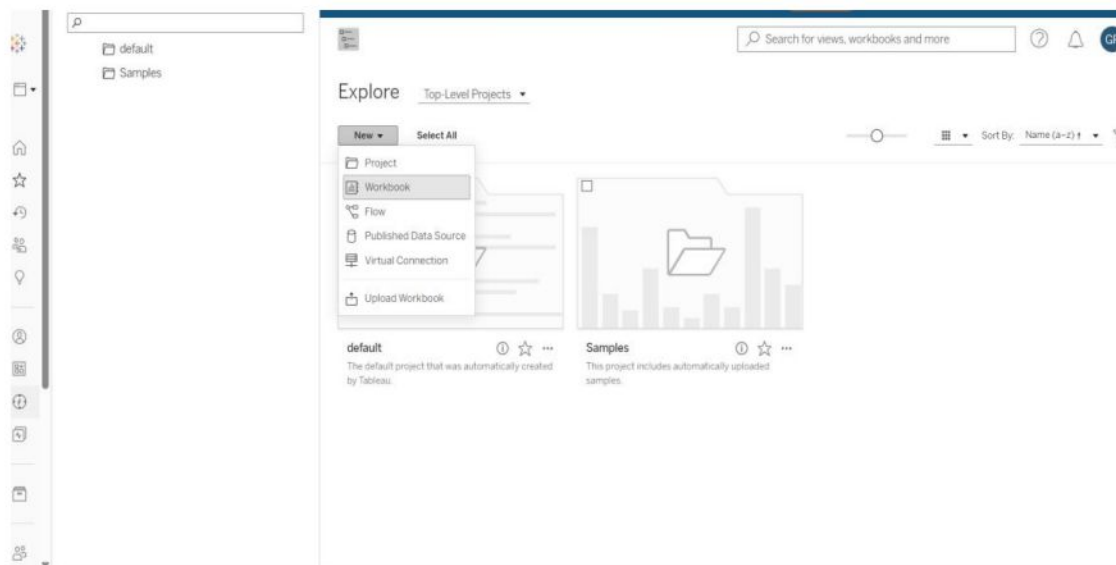 default
Samples
Search for views, workbooks and more
Explore
Top-Level Projects
New
Select All
Sort By: Name (a–z)
Project
Workbook
Flow
Published Data Source
Virtual Connection
Upload Workbook
default
The default project that was automatically created
by Tableau.
Samples
This project includes automatically uploaded
samples.